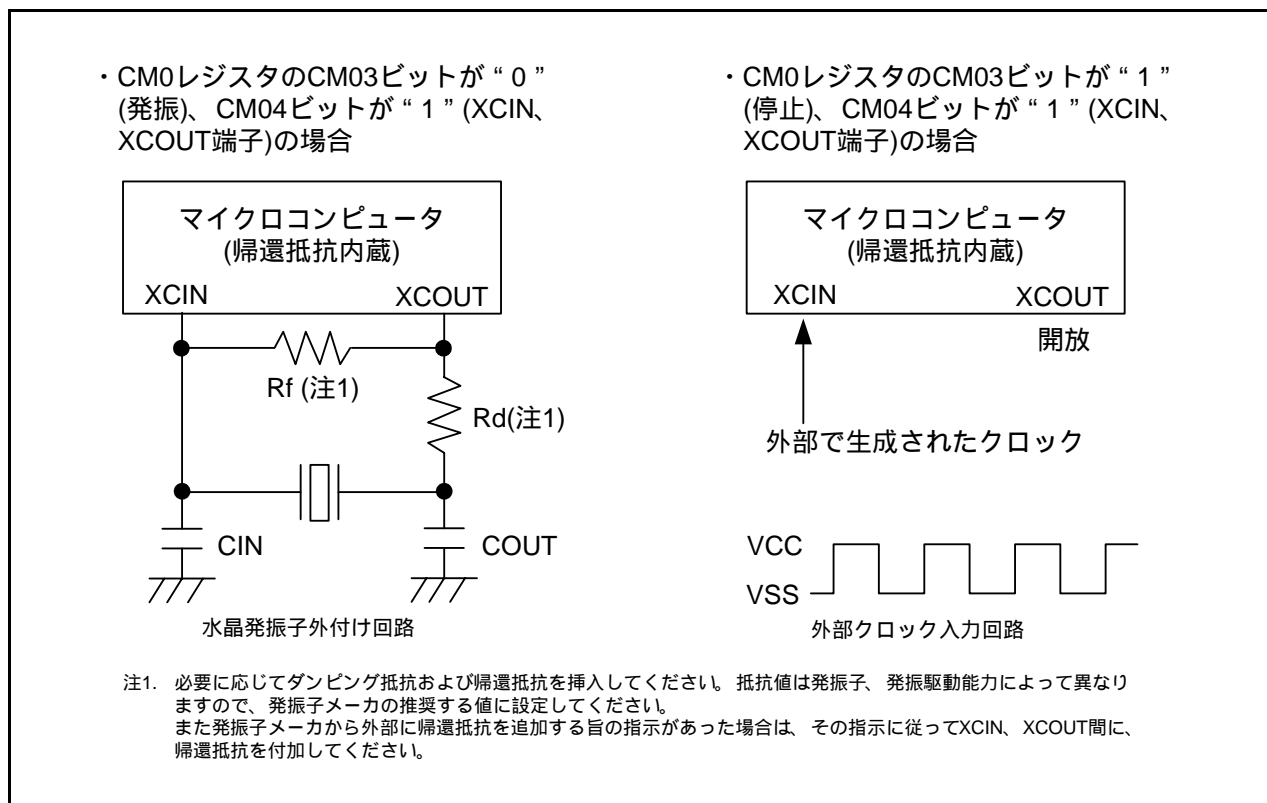 ・CM0レジスタのCM03ビットが“0”
(発振)、CM04ビットが“1”(XCIN、
XCOUT端子)の場合
マイクロコンピュータ
(帰還抵抗内蔵)
XCIN
XCOUT
Rf (注1)
Rd(注1)
CIN
COUT
水晶発振子外付け回路
・CM0レジスタのCM03ビットが“1”
(停止)、CM04ビットが“1”(XCIN、
XCOUT端子)の場合
マイクロコンピュータ
(帰還抵抗内蔵)
XCIN
XCOUT
開放
外部で生成されたクロック
VCC
VSS
外部クロック入力回路
注1. 必要に応じてダンピング抵抗および帰還抵抗を挿入してください。抵抗値は発振子、発振駆動能力によって異なり
ますので、発振子メーカの推奨する値に設定してください。
また発振子メーカから外部に帰還抵抗を追加する旨の指示があった場合は、その指示に従ってXCIN、XCOUT間に、
帰還抵抗を付加してください。